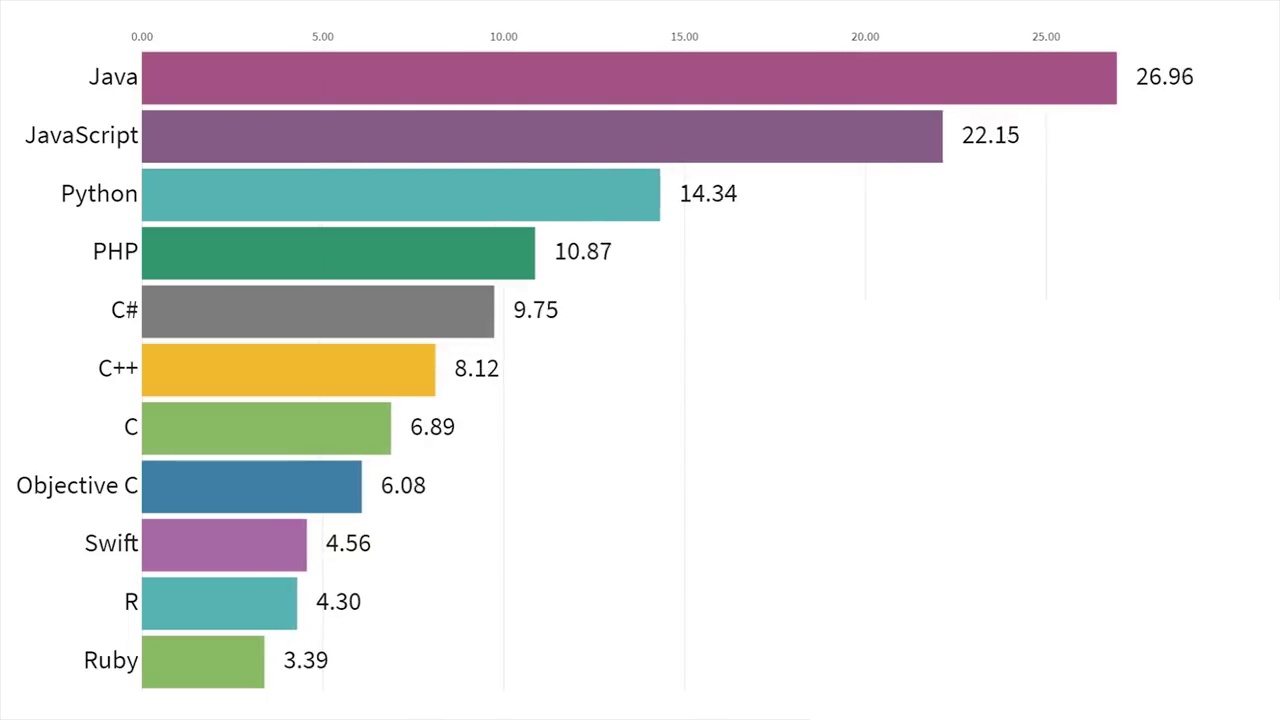 0.00 5.00 10.00 15.00 20.00 25.00
Java 26.96
JavaScript 22.15
Python 14.34
PHP 10.87
C# 9.75
C++ 8.12
C 6.89
Objective C 6.08
Swift 4.56
R 4.30
Ruby 3.39